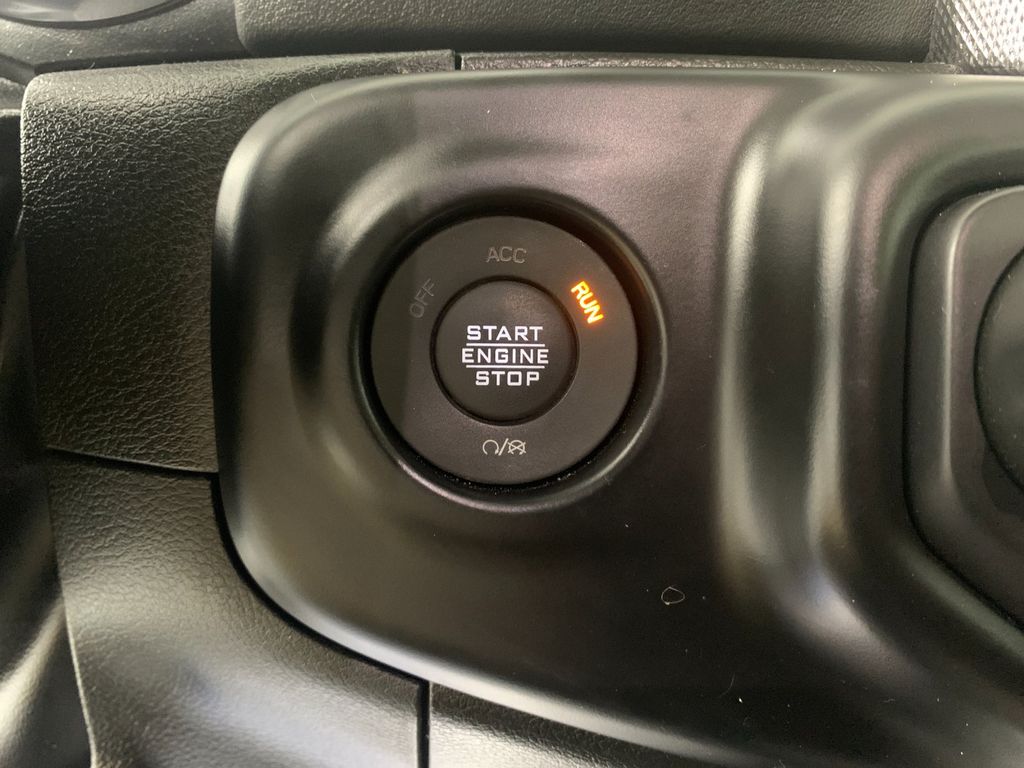 ACC
OFF
RUN
START
ENGINE
STOP